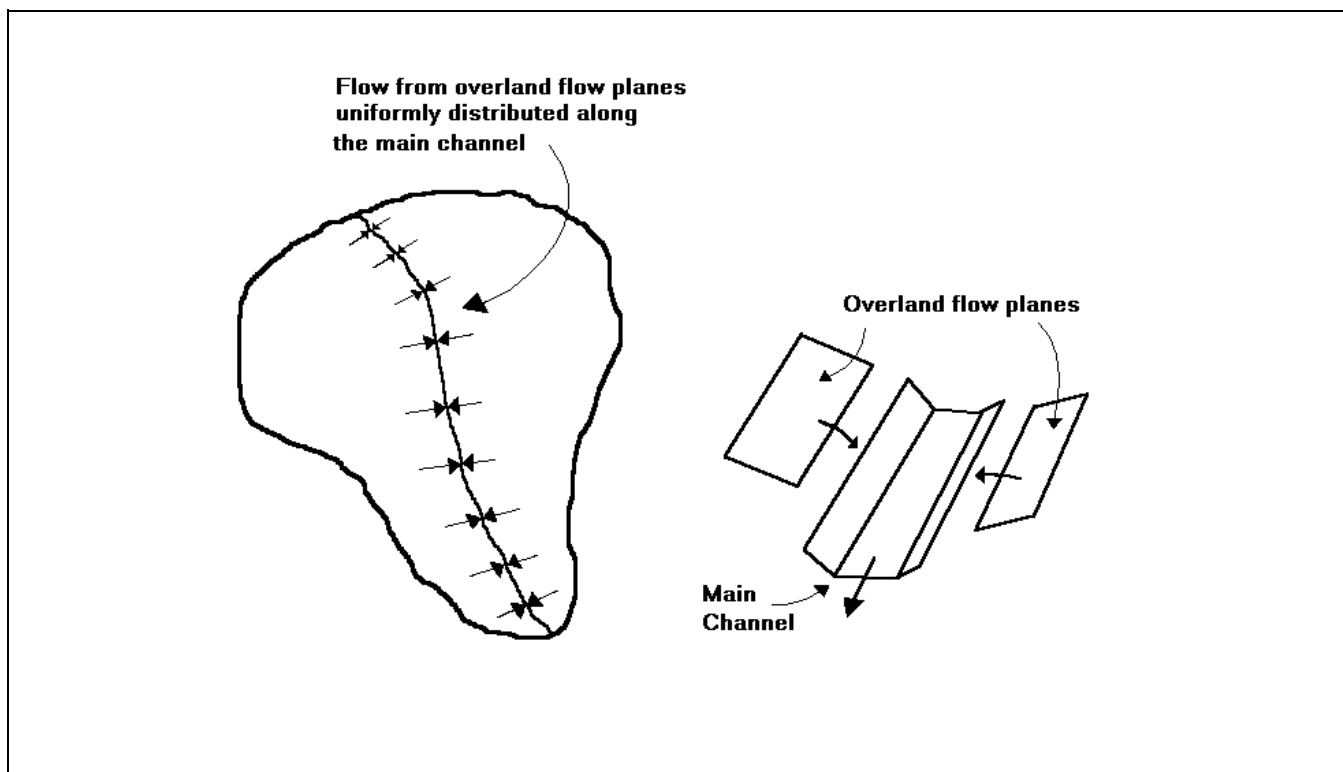 Flow from overland flow planes
uniformly distributed along
the main channel
Overland flow planes
Main
Channel